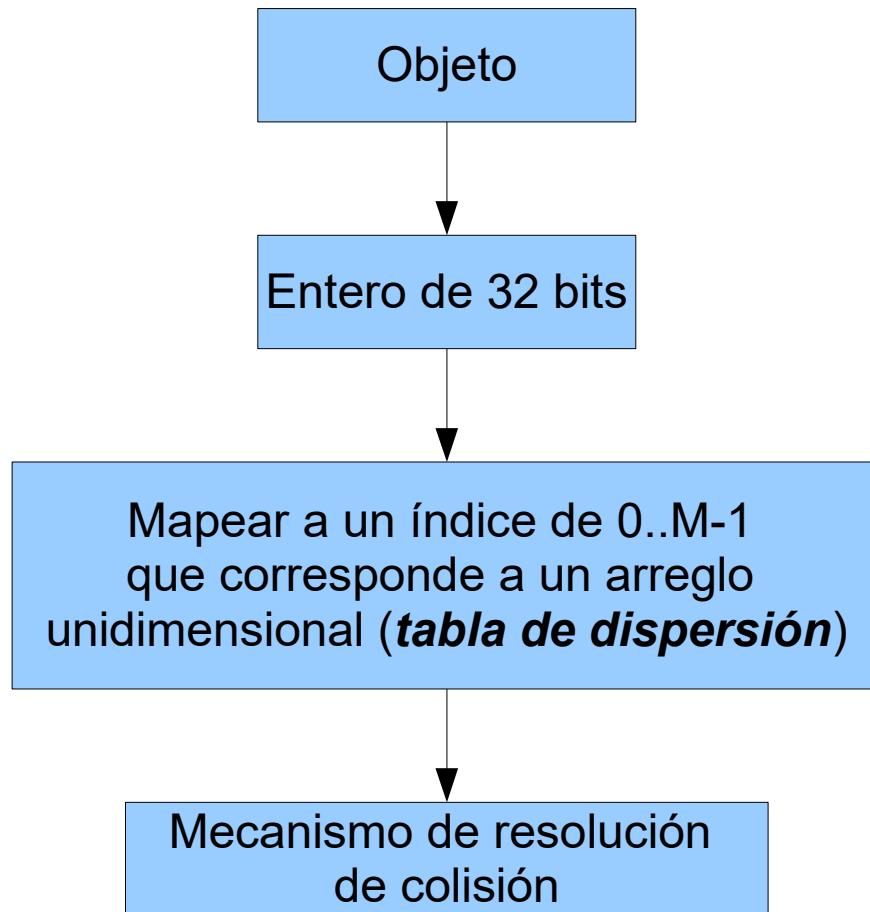 Objeto
Entero de 32 bits
Mapear a un índice de 0..M-1
que corresponde a un arreglo
unidimensional (tabla de dispersión)
Mecanismo de resolución
de colisión